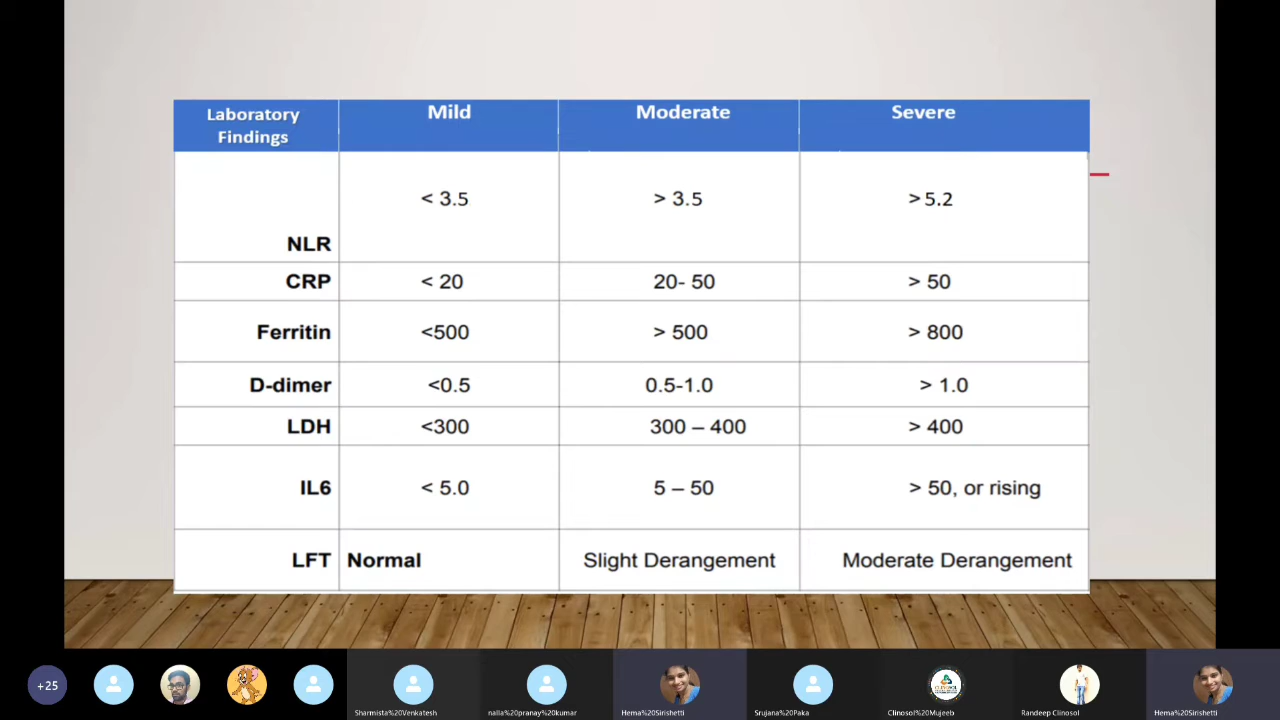 Laboratory Findings Mild Moderate Severe
NLR < 3.5 > 3.5 > 5.2
CRP < 20 20- 50 > 50
Ferritin <500 > 500 > 800
D-dimer <0.5 0.5-1.0 > 1.0
LDH <300 300 – 400 > 400
IL6 < 5.0 5 – 50 > 50, or rising
LFT Normal Slight Derangement Moderate Derangement
+25
Sharmista%20Venkatesh
nalla%20pranay%20kumar
Hema%20Sirishetti
Srujana%20Paka
CLINOSOL
Clinosol%20Mujeeb
Randeep Clinosol
Hema%20Sirishetti